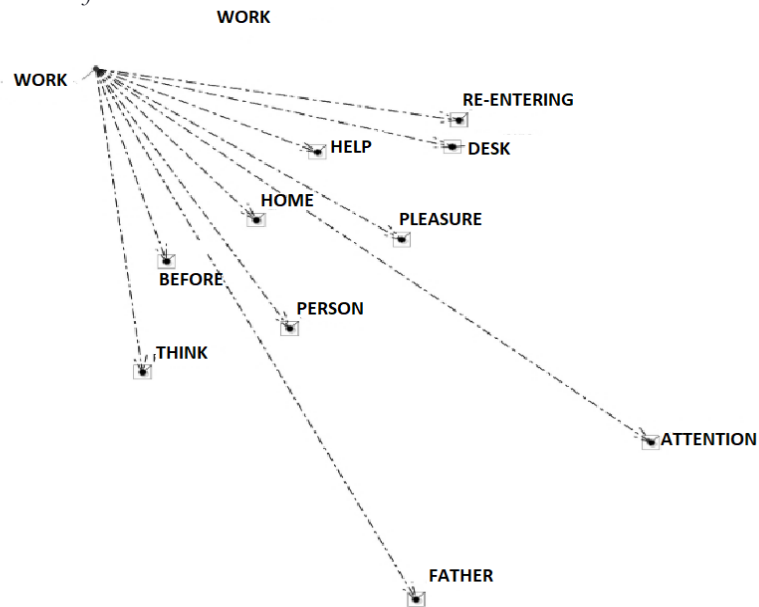 WORK
WORK
RE-ENTERING
HELP
DESK
HOME
PLEASURE
BEFORE
PERSON
THINK
ATTENTION
FATHER